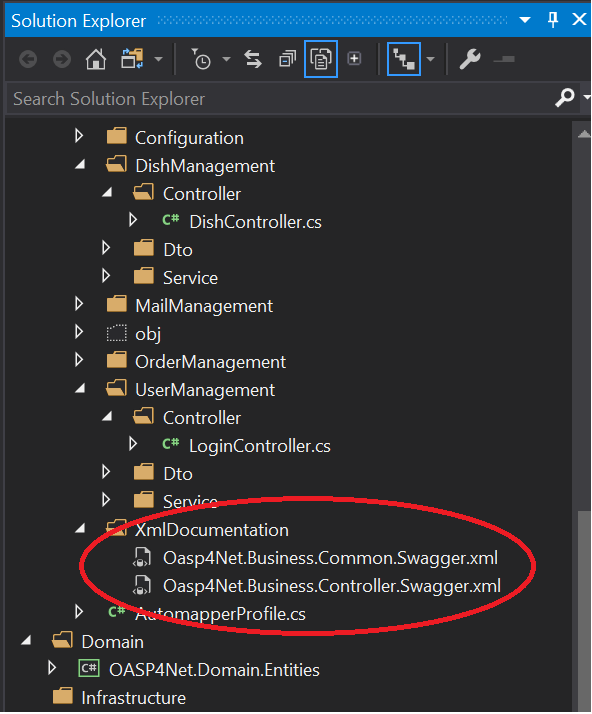 Solution Explorer
Search Solution Explorer
Configuration
DishManagement
Controller
C# DishController.cs
Dto
Service
MailManagement
obj
OrderManagement
UserManagement
Controller
C# LoginController.cs
Dto
Service
XmlDocumentation
Oasp4Net.Business.Common.Swagger.xml
Oasp4Net.Business.Controller.Swagger.xml
C# AutomapperProfile.cs
Domain
C# OASP4Net.Domain.Entities
Infrastructure